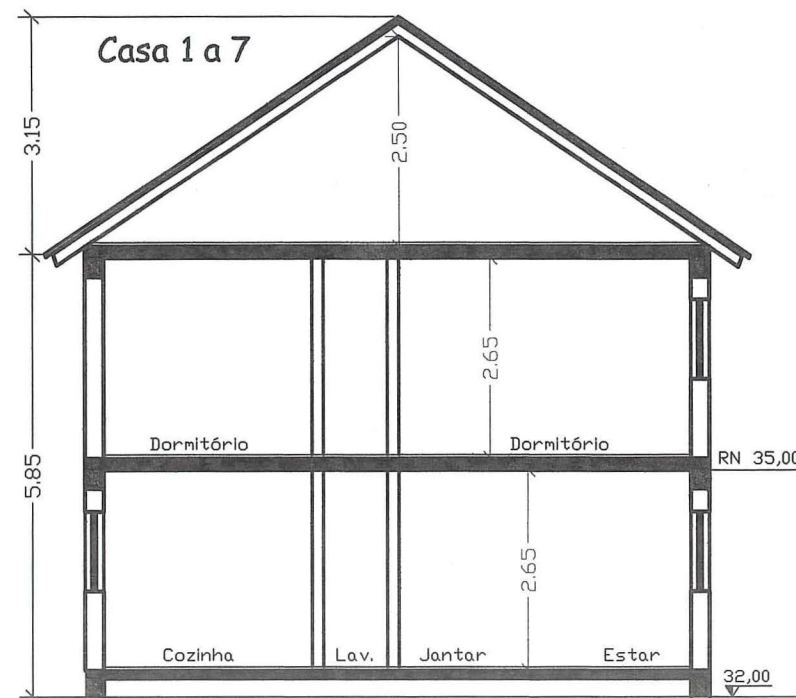 Casa 1 a 7
3.15
2.50
2.65
Dormitório
Dormitório
RN 35,00
5.85
2.65
Cozinha
Lav.
Jantar
Estar
32,00